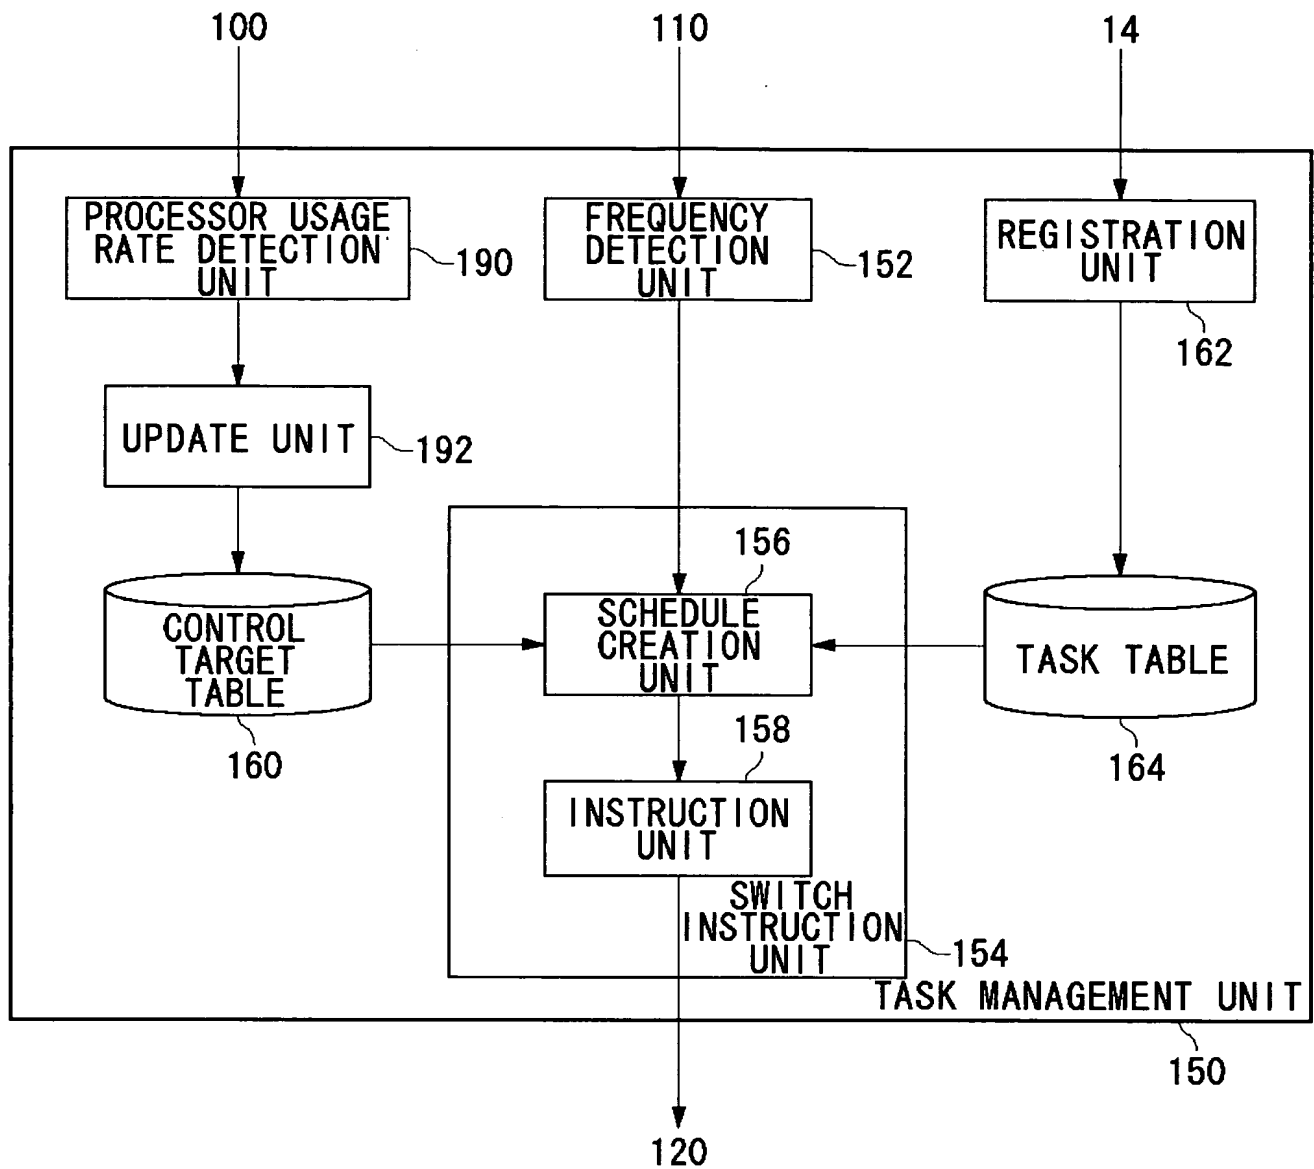 100
110
14
PROCESSOR USAGE
RATE DETECTION
UNIT
190
FREQUENCY
DETECTION
UNIT
152
REGISTRATION
UNIT
162
UPDATE UNIT
192
156
CONTROL
TARGET
TABLE
160
SCHEDULE
CREATION
UNIT
TASK TABLE
164
158
INSTRUCTION
UNIT
SWITCH
INSTRUCTION
UNIT
154
TASK MANAGEMENT UNIT
150
120